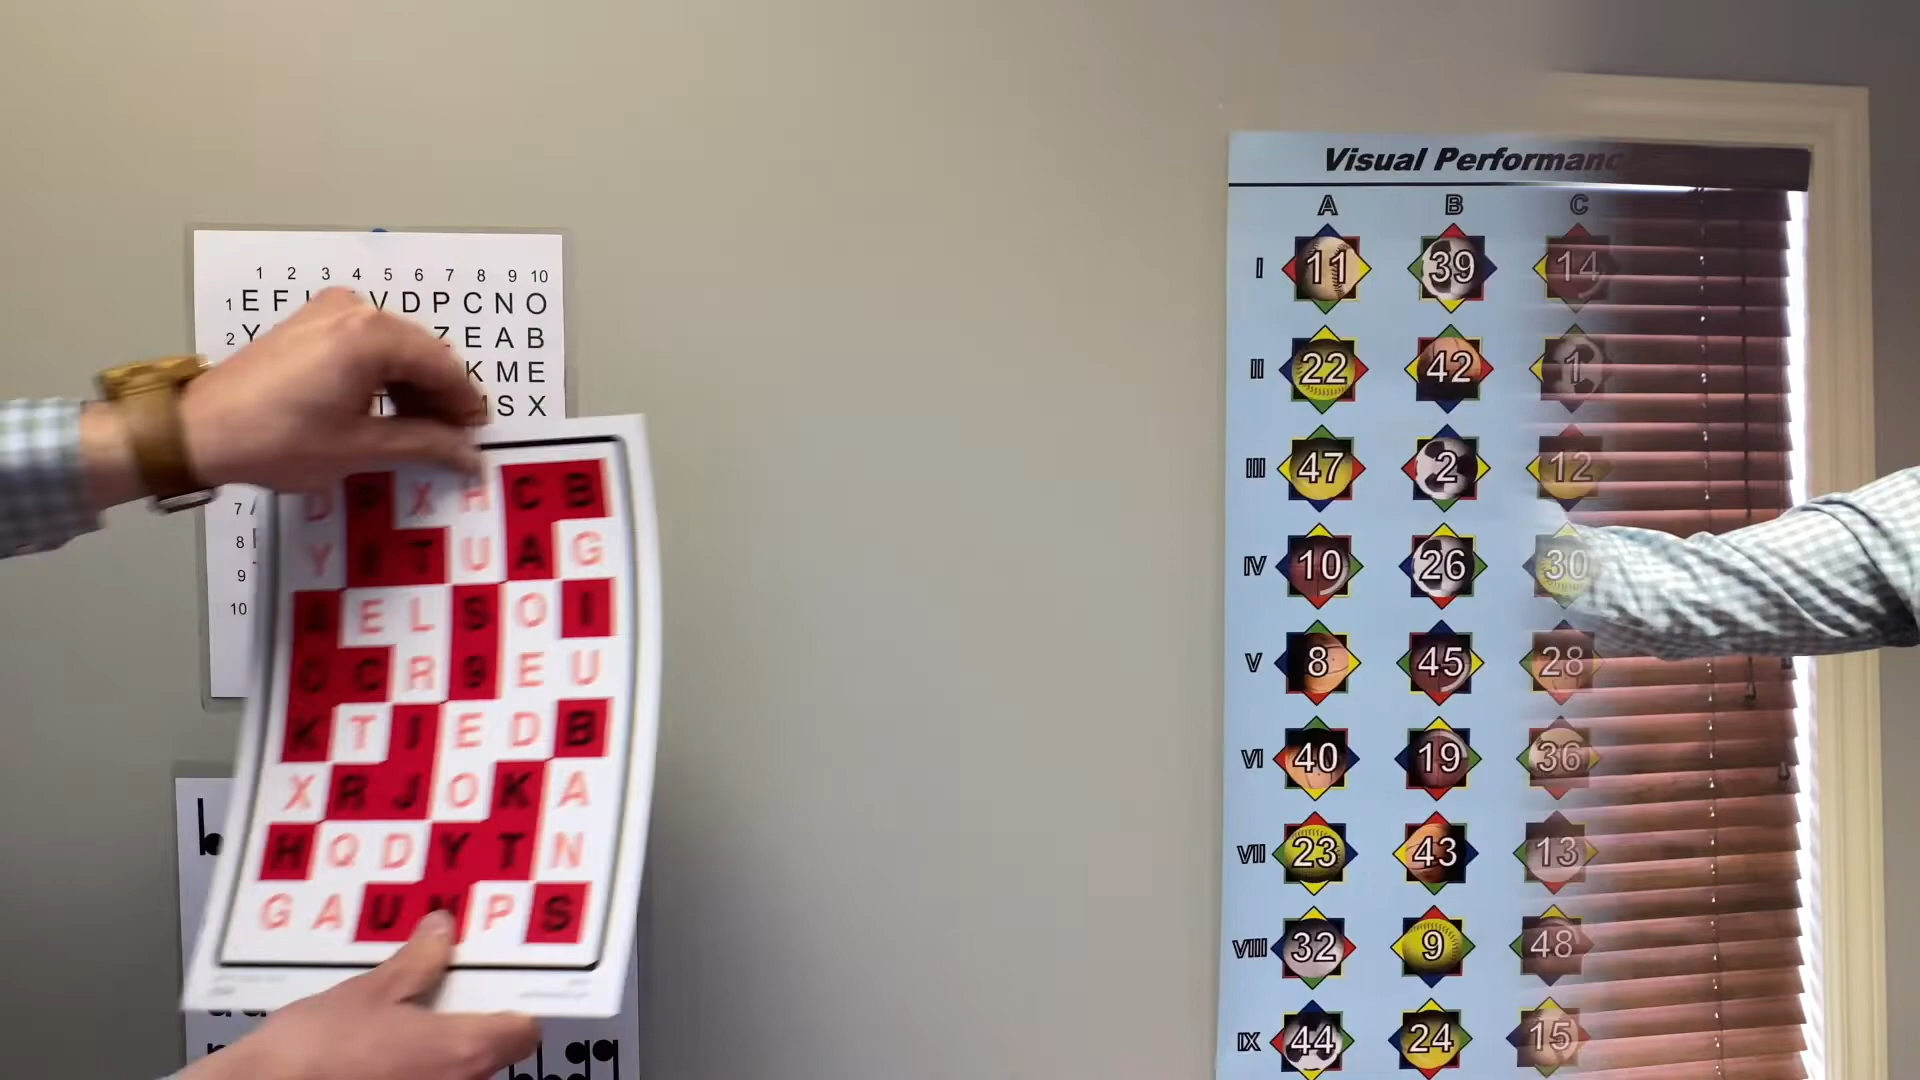 1 2 3 4 5 6 7 8 9 10
1 E F V D P C N O
2 Y Z E A B
K M E
T M S X
7
8
9
10
D P X H C B
Y T U A G
A E L S O I
O C R 9 E U
K T I E D B
X R J O K A
H Q D Y T N
G A U P S
Visual Performanc
A B C
I 11 39 14
II 22 42 1
III 47 2 12
IV 10 26 30
V 8 45 28
VI 40 19 36
VII 23 43 13
VIII 32 9 48
IX 44 24 15